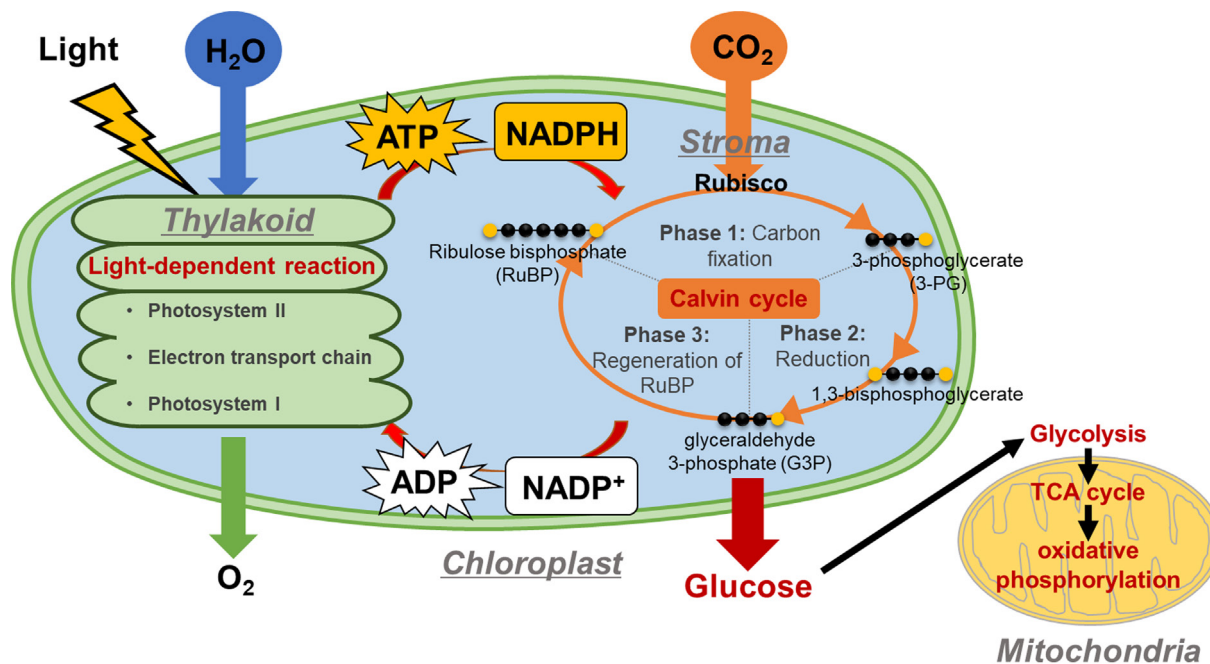 Light
H₂O
CO₂
ATP
NADPH
Stroma
Rubisco
Thylakoid
Light-dependent reaction
• Photosystem II
• Electron transport chain
• Photosystem I
Ribulose bisphosphate
(RuBP)
Phase 1: Carbon
fixation
3-phosphoglycerate
(3-PG)
Calvin cycle
Phase 3:
Regeneration of
RuBP
Phase 2:
Reduction
1,3-bisphosphoglycerate
glyceraldehyde
3-phosphate (G3P)
ADP
NADP⁺
O₂
Chloroplast
Glucose
Glycolysis
TCA cycle
oxidative
phosphorylation
Mitochondria